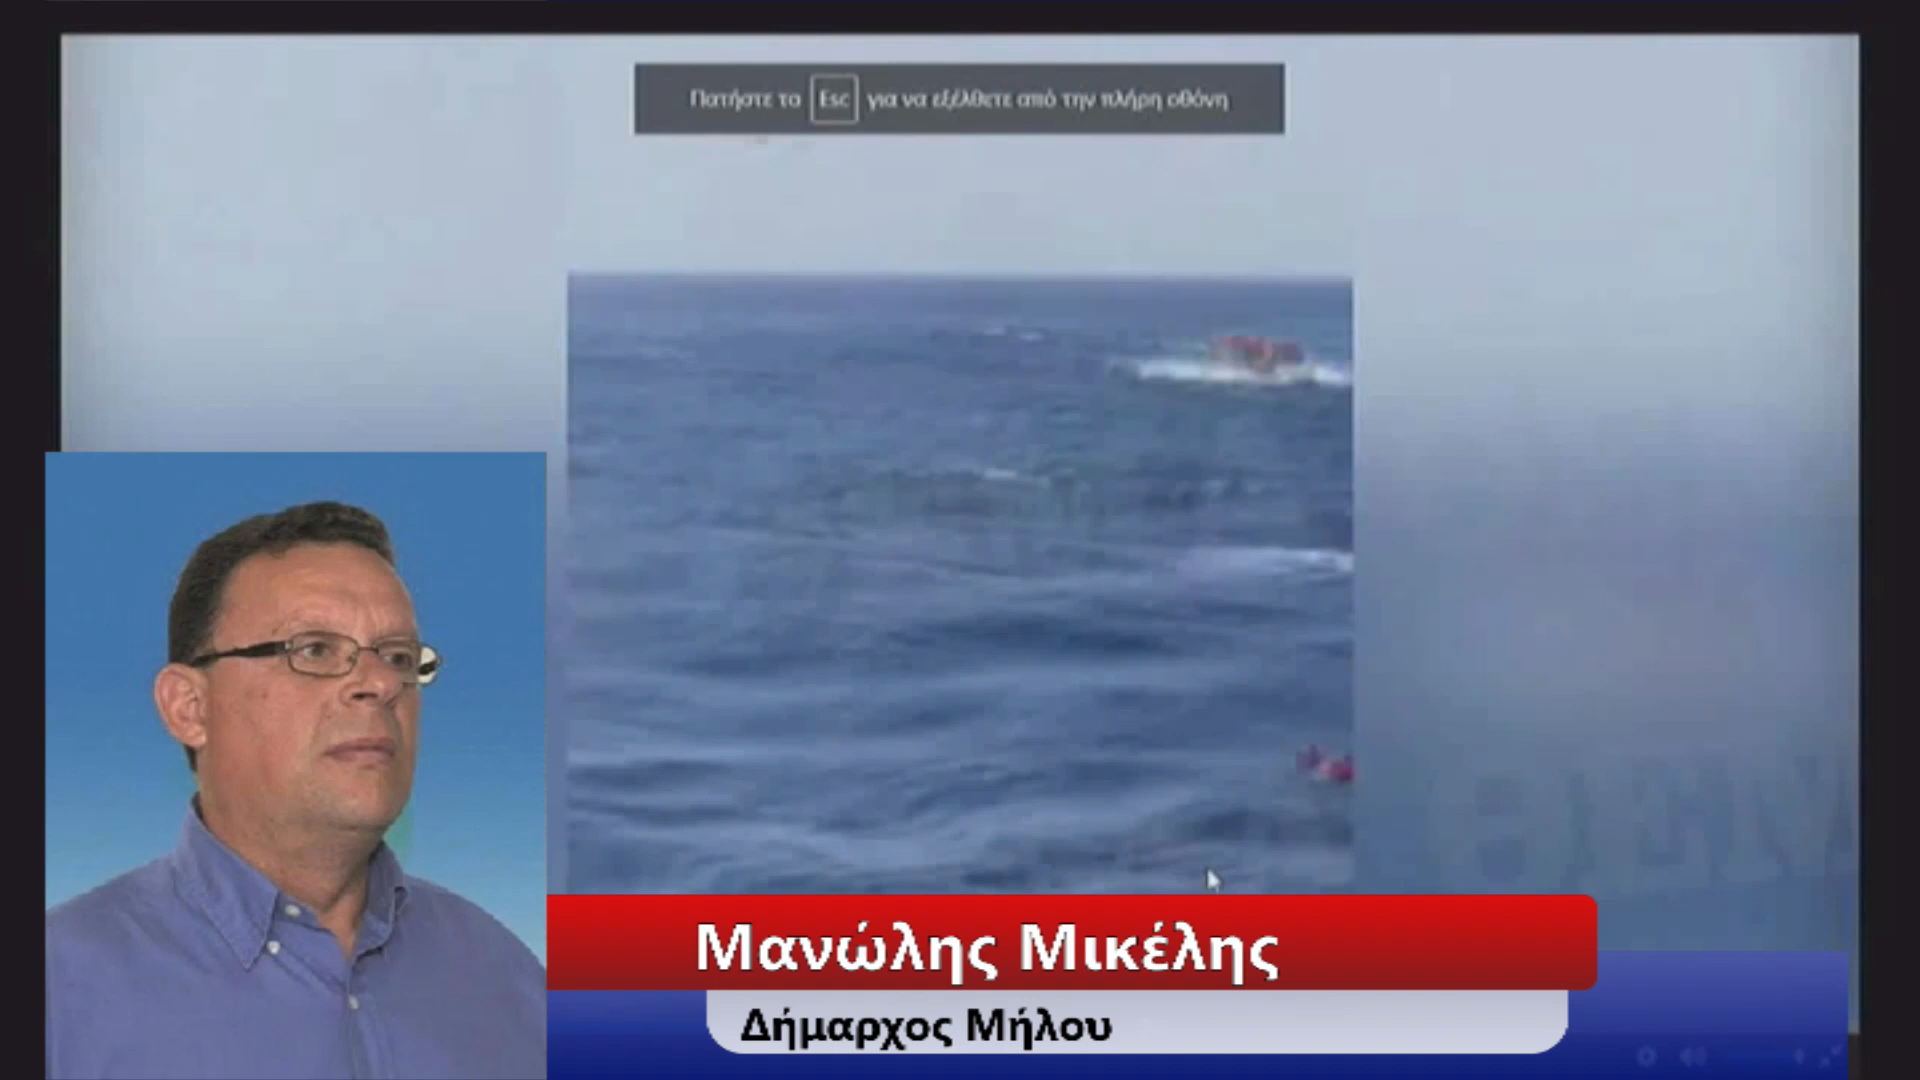 Πατήστε το Esc για να εξέλθετε από την πλήρη οθόνη
Μανώλης Μικέλης
Δήμαρχος Μήλου